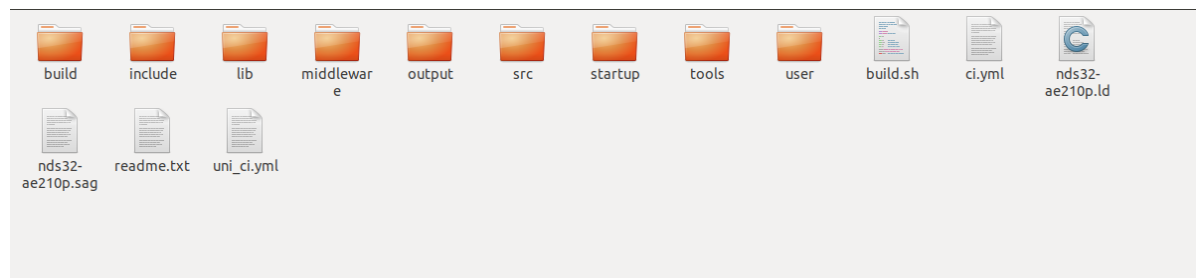 build include lib middlewar output src startup tools user build.sh ci.yml nds32-
e ae210p.ld
nds32- readme.txt uni_ci.yml
ae210p.sag